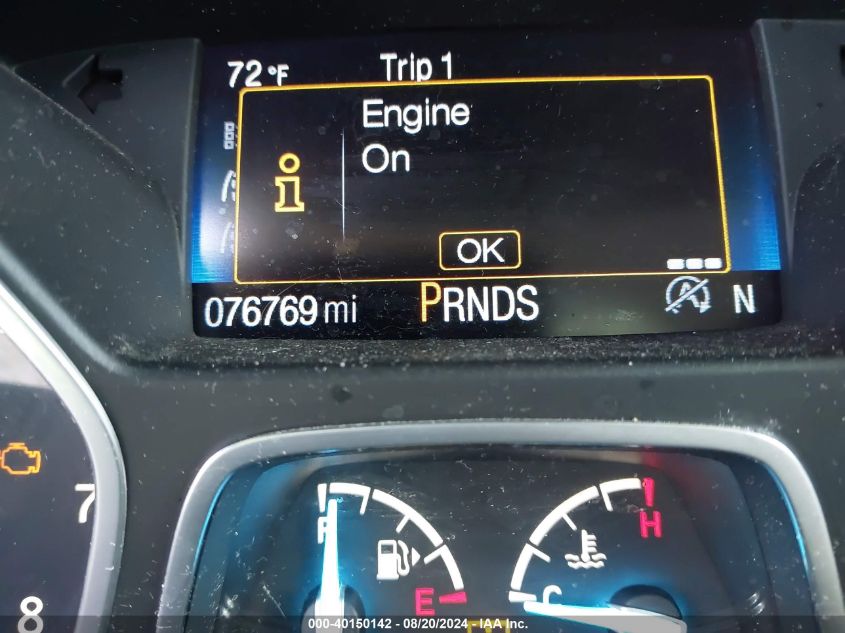 72°F Trip 1
Engine
On
OK
076769 mi PRNDS N
7
8
F
E
H
C
000-40150142 - 08/20/2024 - IAA Inc.